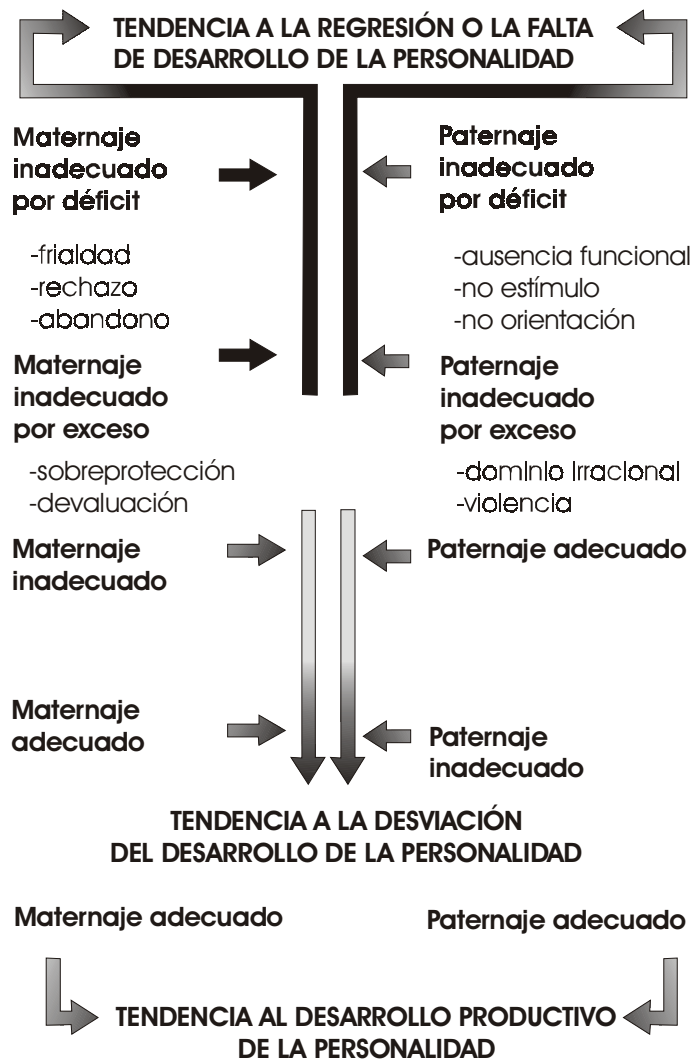 TENDENCIA A LA REGRESIÓN O LA FALTA
DE DESARROLLO DE LA PERSONALIDAD
Maternaje
inadecuado
por déficit
-frialdad
-rechazo
-abandono
Paternaje
inadecuado
por déficit
-ausencia funcional
-no estímulo
-no orientación
Maternaje
inadecuado
por exceso
-sobreprotección
-devaluación
Paternaje
inadecuado
por exceso
-dominio irracional
-violencia
Maternaje
inadecuado
Paternaje adecuado
Maternaje
adecuado
Paternaje
inadecuado
TENDENCIA A LA DESVIACIÓN
DEL DESARROLLO DE LA PERSONALIDAD
Maternaje adecuado
Paternaje adecuado
TENDENCIA AL DESARROLLO PRODUCTIVO
DE LA PERSONALIDAD